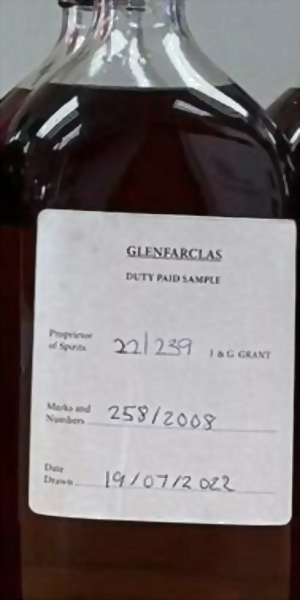 GLENFARCLAS
DUTY PAID SAMPLE
Proprietor
of Spirits 22/239 J & G GRANT
Marks and
Numbers 258/2008
Date
Drawn 19/07/2022